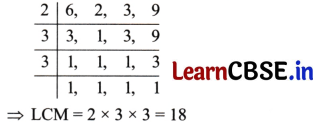 2 | 6, 2, 3, 9
3 | 3, 1, 3, 9
3 | 1, 1, 1, 3
1, 1, 1, 1
LearnCBSE.in
⇒ LCM = 2 × 3 × 3 = 18